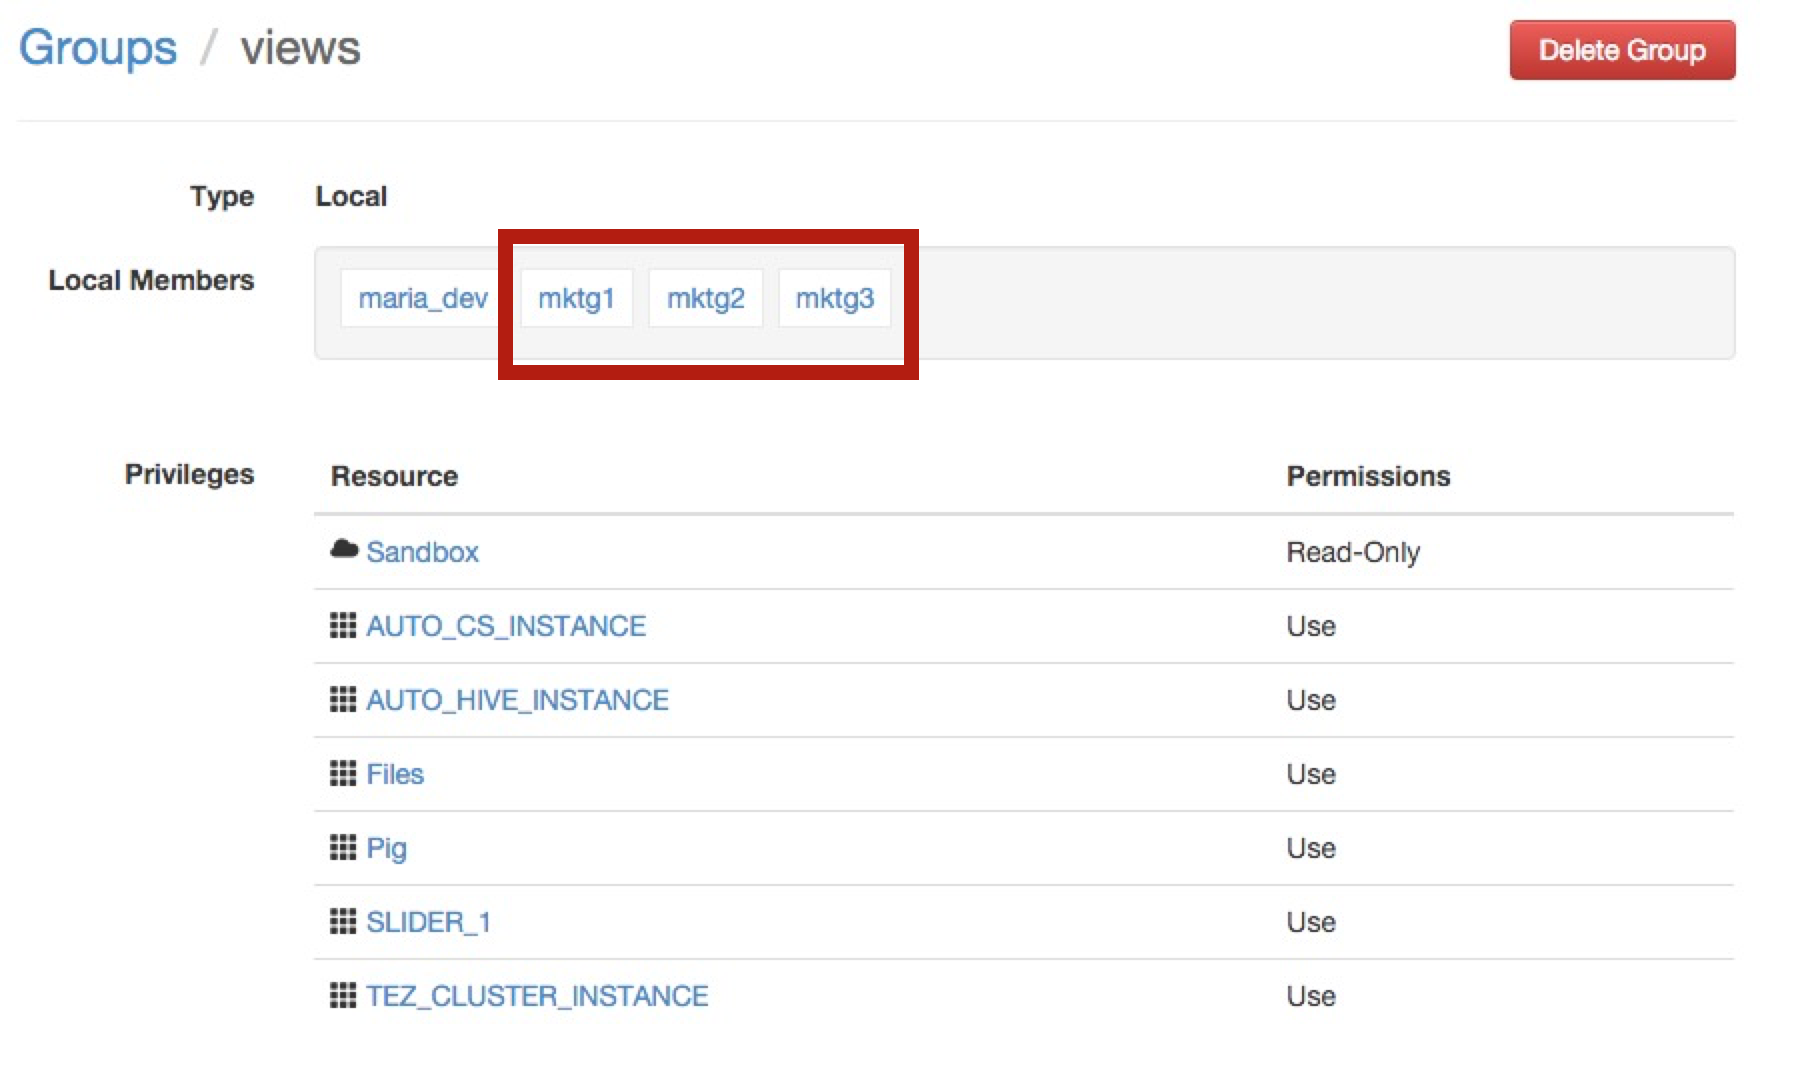 Groups / views
Delete Group
Type Local
Local Members maria_dev mktg1 mktg2 mktg3
Privileges Resource Permissions
Sandbox Read-Only
AUTO_CS_INSTANCE Use
AUTO_HIVE_INSTANCE Use
Files Use
Pig Use
SLIDER_1 Use
TEZ_CLUSTER_INSTANCE Use